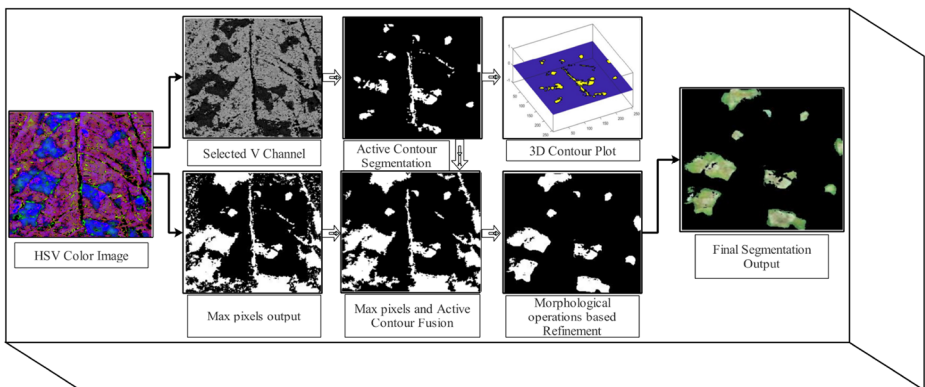 HSV Color Image
Selected V Channel
Active Contour
Segmentation
3D Contour Plot
Max pixels output
Max pixels and Active
Contour Fusion
Morphological
operations based
Refinement
Final Segmentation
Output